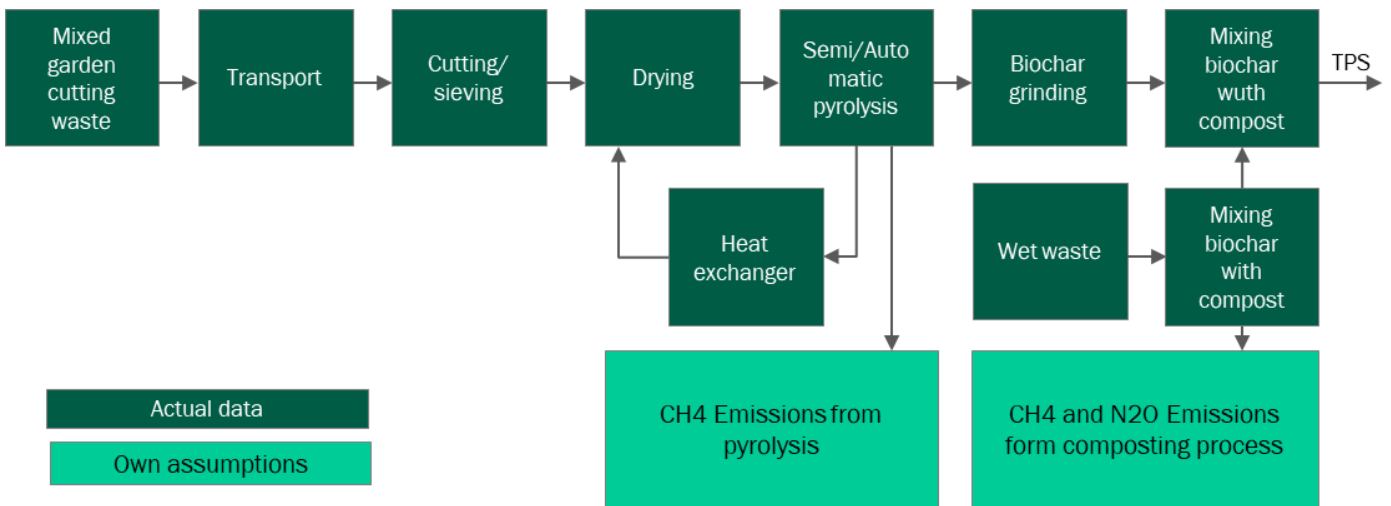 Mixed
garden
cutting
waste
Transport
Cutting/
sieving
Drying
Semi/Auto
matic
pyrolysis
Biochar
grinding
Mixing
biochar
wuth
compost
TPS
Heat
exchanger
Wet waste
Mixing
biochar
with
compost
CH4 Emissions from
pyrolysis
CH4 and N2O Emissions
form composting process
Actual data
Own assumptions